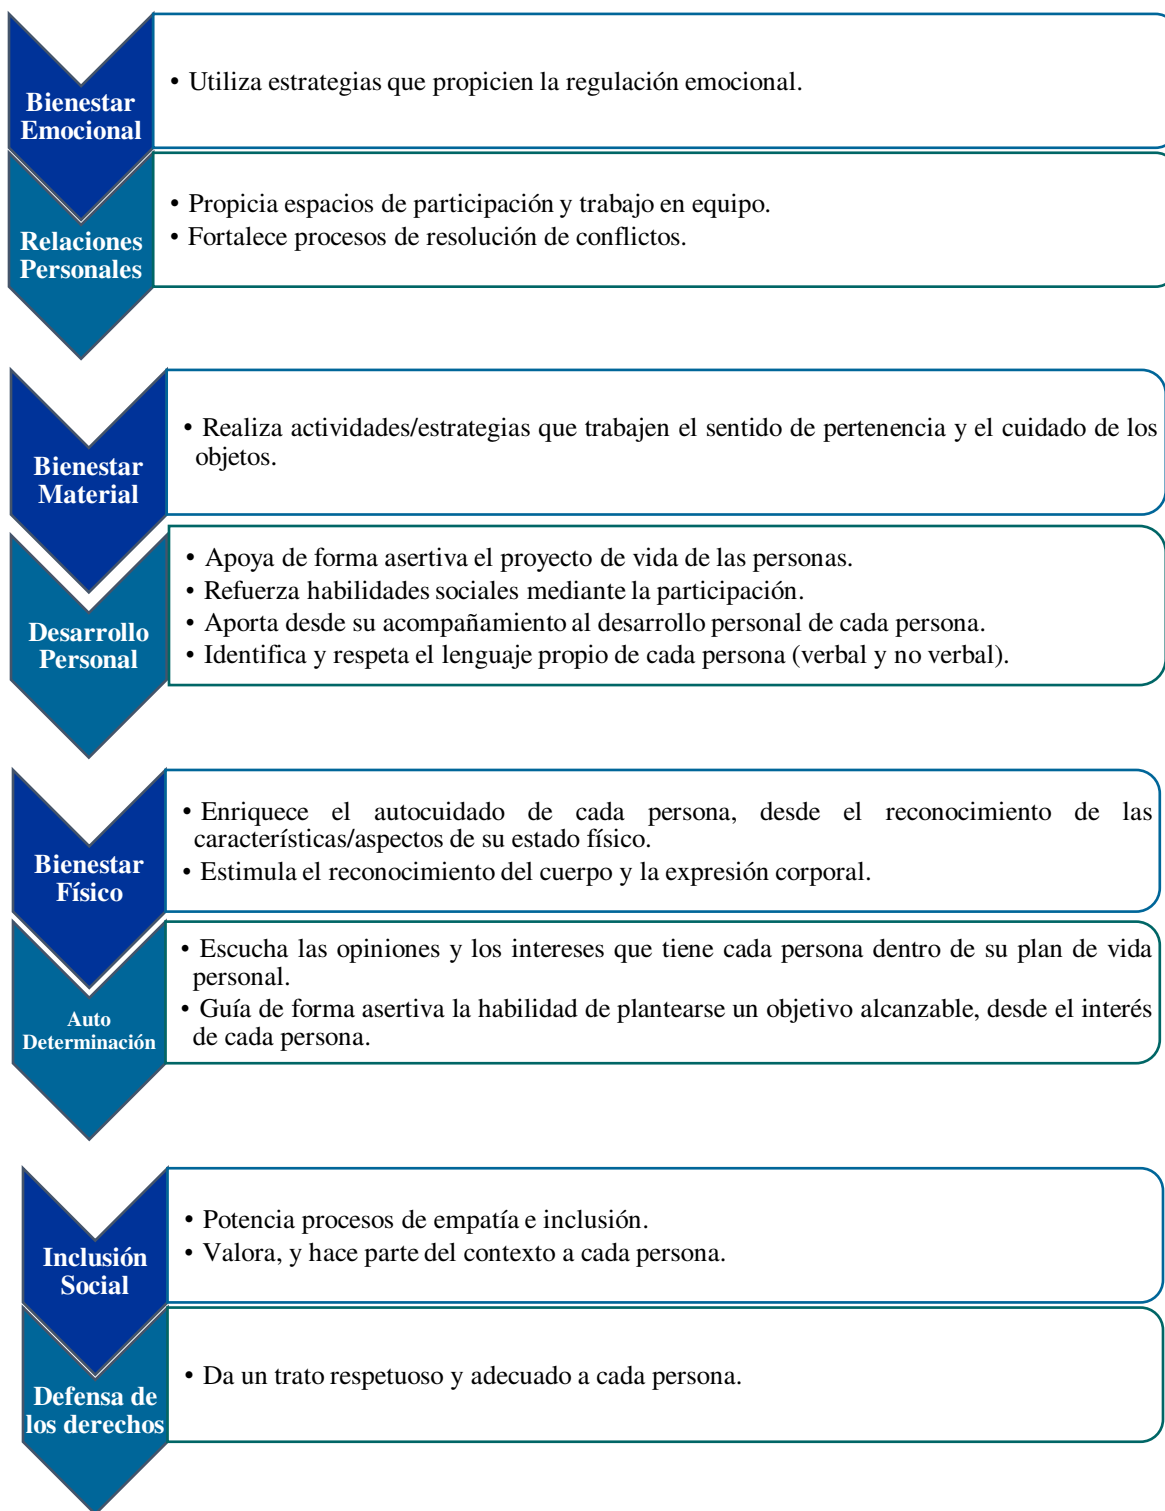 Bienestar
Emocional
• Utiliza estrategias que propicien la regulación emocional.
Relaciones
Personales
• Propicia espacios de participación y trabajo en equipo.
• Fortalece procesos de resolución de conflictos.
Bienestar
Material
• Realiza actividades/estrategias que trabajen el sentido de pertenencia y el cuidado de los
objetos.
Desarrollo
Personal
• Apoya de forma asertiva el proyecto de vida de las personas.
• Refuerza habilidades sociales mediante la participación.
• Aporta desde su acompañamiento al desarrollo personal de cada persona.
• Identifica y respeta el lenguaje propio de cada persona (verbal y no verbal).
Bienestar
Físico
• Enriquece el autocuidado de cada persona, desde el reconocimiento de las
características/aspectos de su estado físico.
• Estimula el reconocimiento del cuerpo y la expresión corporal.
Auto
Determinación
• Escucha las opiniones y los intereses que tiene cada persona dentro de su plan de vida
personal.
• Guía de forma asertiva la habilidad de plantearse un objetivo alcanzable, desde el interés
de cada persona.
Inclusión
Social
• Potencia procesos de empatía e inclusión.
• Valora, y hace parte del contexto a cada persona.
Defensa de
los derechos
• Da un trato respetuoso y adecuado a cada persona.